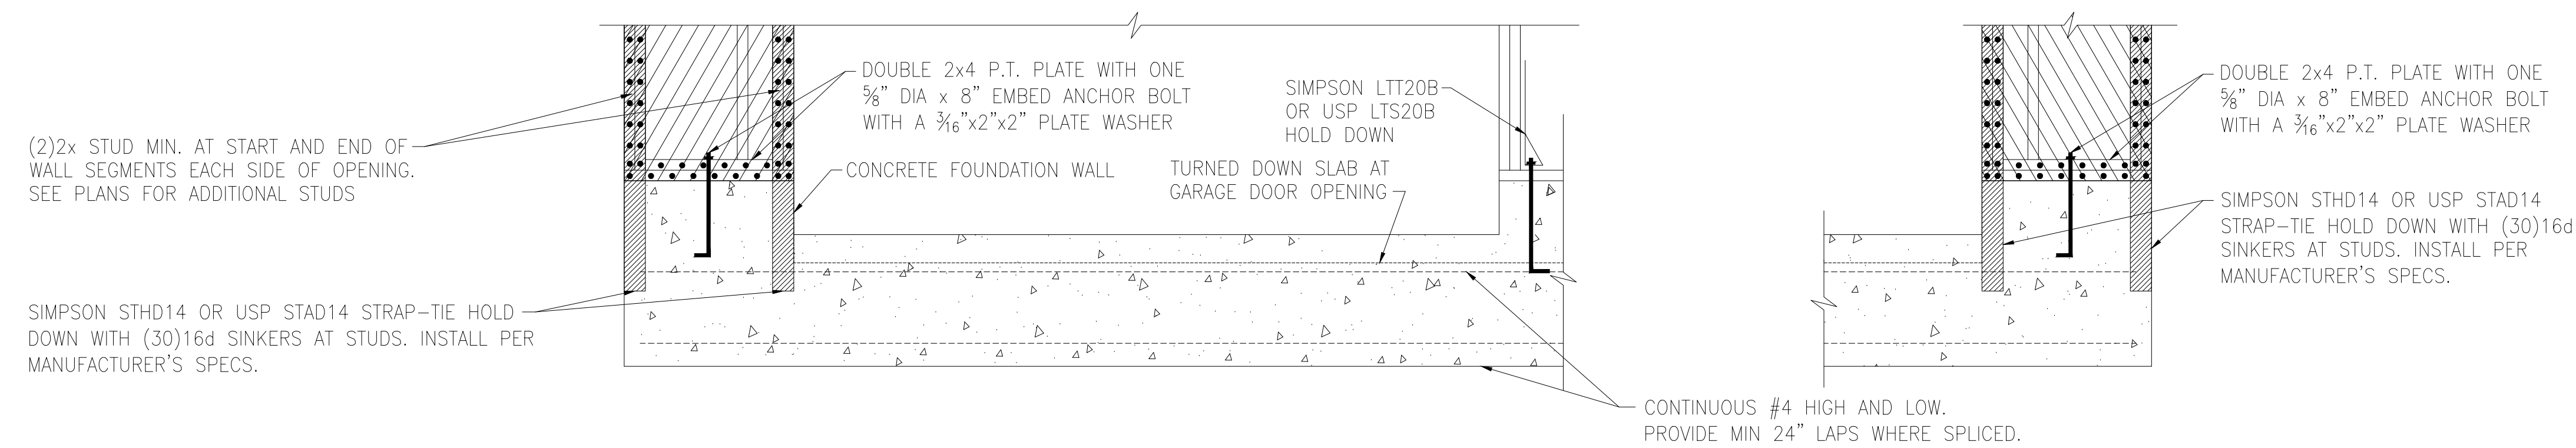 (2)2x STUD MIN. AT START AND END OF
WALL SEGMENTS EACH SIDE OF OPENING.
SEE PLANS FOR ADDITIONAL STUDS
SIMPSON STHD14 OR USP STAD14 STRAP-TIE HOLD
DOWN WITH (30)16d SINKERS AT STUDS. INSTALL PER
MANUFACTURER'S SPECS.
DOUBLE 2x4 P.T. PLATE WITH ONE
⅝" DIA x 8" EMBED ANCHOR BOLT
WITH A 3⁄16"x2"x2" PLATE WASHER
CONCRETE FOUNDATION WALL
SIMPSON LTT20B
OR USP LTS20B
HOLD DOWN
TURNED DOWN SLAB AT
GARAGE DOOR OPENING
CONTINUOUS #4 HIGH AND LOW.
PROVIDE MIN 24" LAPS WHERE SPLICED.
DOUBLE 2x4 P.T. PLATE WITH ONE
⅝" DIA x 8" EMBED ANCHOR BOLT
WITH A 3⁄16"x2"x2" PLATE WASHER
SIMPSON STHD14 OR USP STAD14
STRAP-TIE HOLD DOWN WITH (30)16d
SINKERS AT STUDS. INSTALL PER
MANUFACTURER'S SPECS.